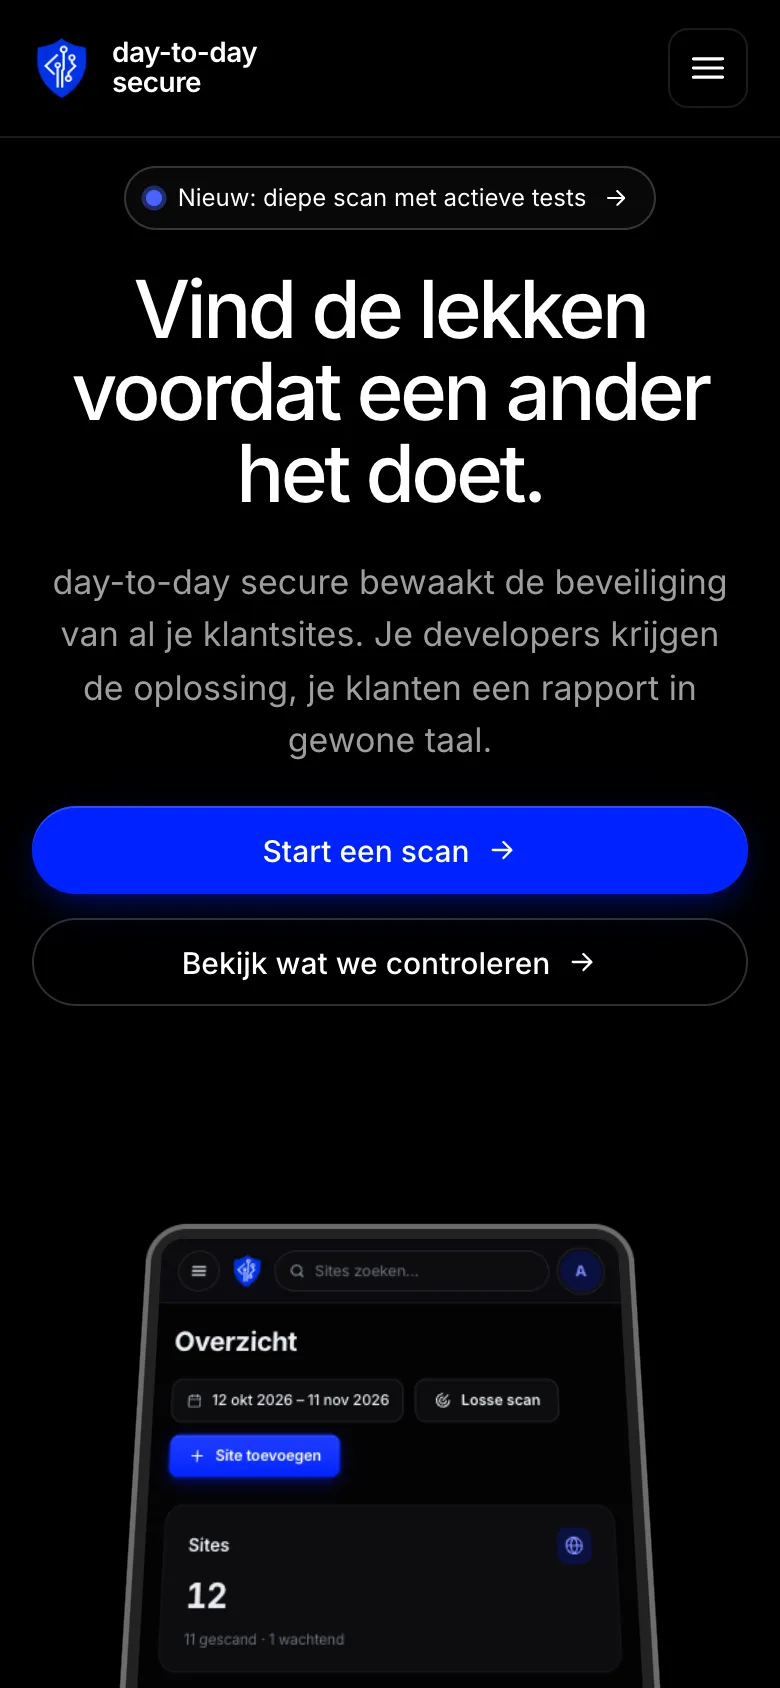 day-to-day
secure
Nieuw: diepe scan met actieve tests →
Vind de lekken
voordat een ander
het doet.
day-to-day secure bewaakt de beveiliging
van al je klantsites. Je developers krijgen
de oplossing, je klanten een rapport in
gewone taal.
Start een scan →
Bekijk wat we controleren →
Sites zoeken...
A
Overzicht
12 okt 2026 – 11 nov 2026
Losse scan
+ Site toevoegen
Sites
12
11 gescand · 1 wachtend